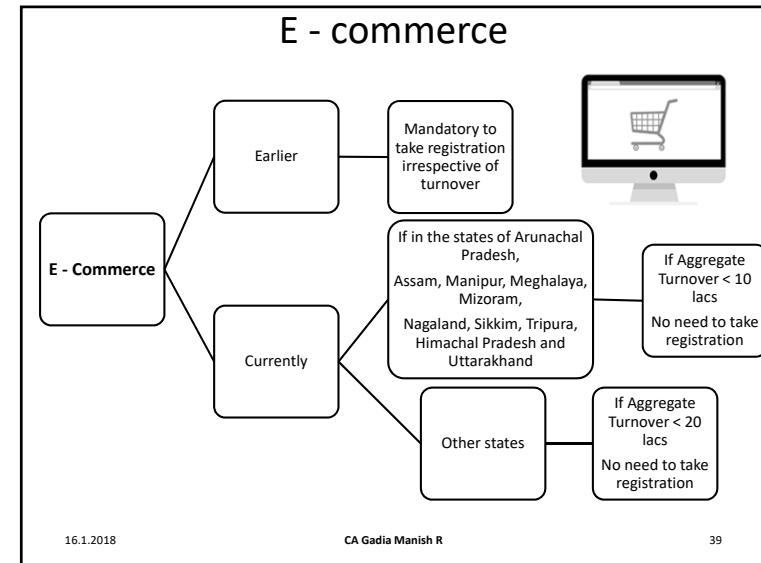 E - commerce
Earlier
Mandatory to
take registration
irrespective of
turnover
E - Commerce
Currently
If in the states of Arunachal
Pradesh,
Assam, Manipur, Meghalaya,
Mizoram,
Nagaland, Sikkim, Tripura,
Himachal Pradesh and
Uttarakhand
If Aggregate
Turnover < 10
lacs
No need to take
registration
Other states
If Aggregate
Turnover < 20
lacs
No need to take
registration
16.1.2018
CA Gadia Manish R
39